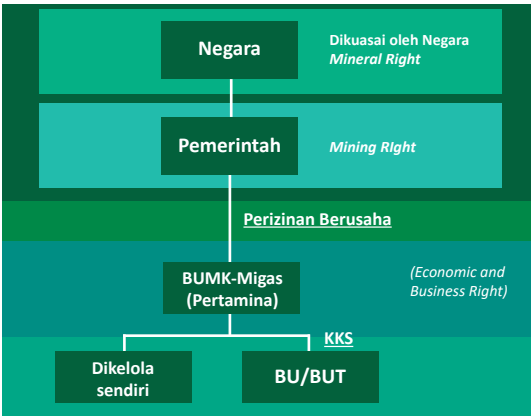 Negara
Dikuasai oleh Negara
Mineral Right
Pemerintah
Mining RIght
Perizinan Berusaha
BUMK-Migas
(Pertamina)
(Economic and
Business Right)
KKS
Dikelola
sendiri
BU/BUT